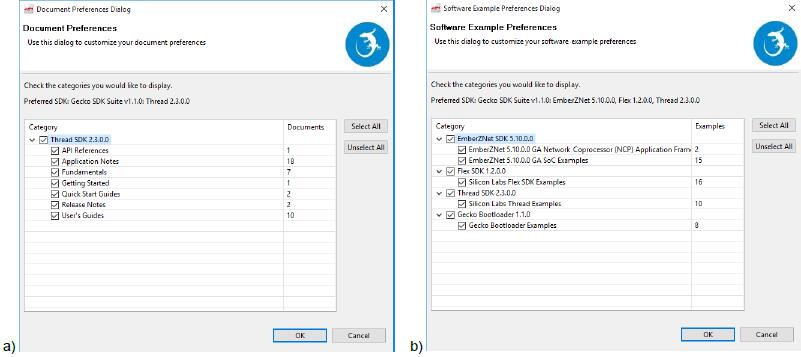 Document Preferences Dialog
Document Preferences
Use this dialog to customize your document preferences
Check the categories you would like to display.
Preferred SDK: Gecko SDK Suite v1.1.0: Thread 2.3.0.0
Category Documents
Thread SDK 2.3.0.0
API References 1
Application Notes 18
Fundamentals 7
Getting Started 1
Quick Start Guides 2
Release Notes 2
User's Guides 10
Select All
Unselect All
OK Cancel
a)
Software Example Preferences Dialog
Software Example Preferences
Use this dialog to customize your software example preferences
Check the categories you would like to display.
Preferred SDK: Gecko SDK Suite v1.1.0: EmberZNet 5.10.0.0, Flex 1.2.0.0, Thread 2.3.0.0
Category Examples
EmberZNet SDK 5.10.0.0
EmberZNet 5.10.0.0 GA Network Coprocessor (NCP) Application Fram 2
EmberZNet 5.10.0.0 GA SoC Examples 15
Flex SDK 1.2.0.0
Silicon Labs Flex SDK Examples 16
Thread SDK 2.3.0.0
Silicon Labs Thread Examples 10
Gecko Bootloader 1.1.0
Gecko Bootloader Examples 8
Select All
Unselect All
OK Cancel
b)